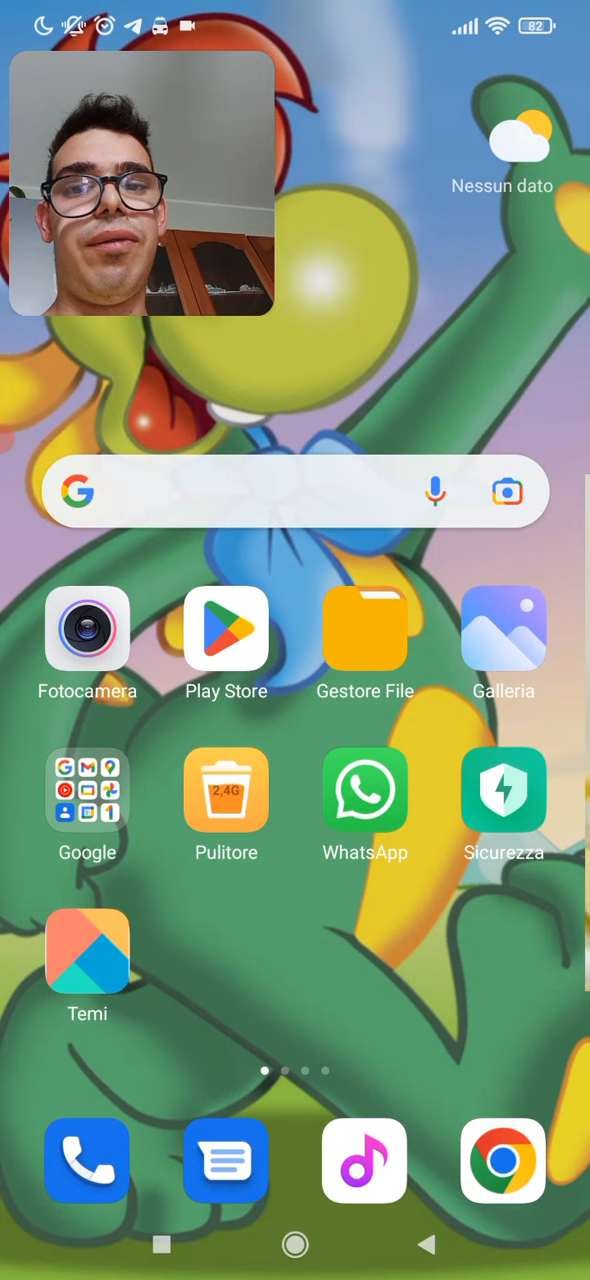 82
Nessun dato
Fotocamera
Play Store
Gestore File
Galleria
2,4G
Google
Pulitore
WhatsApp
Sicurezza
Temi